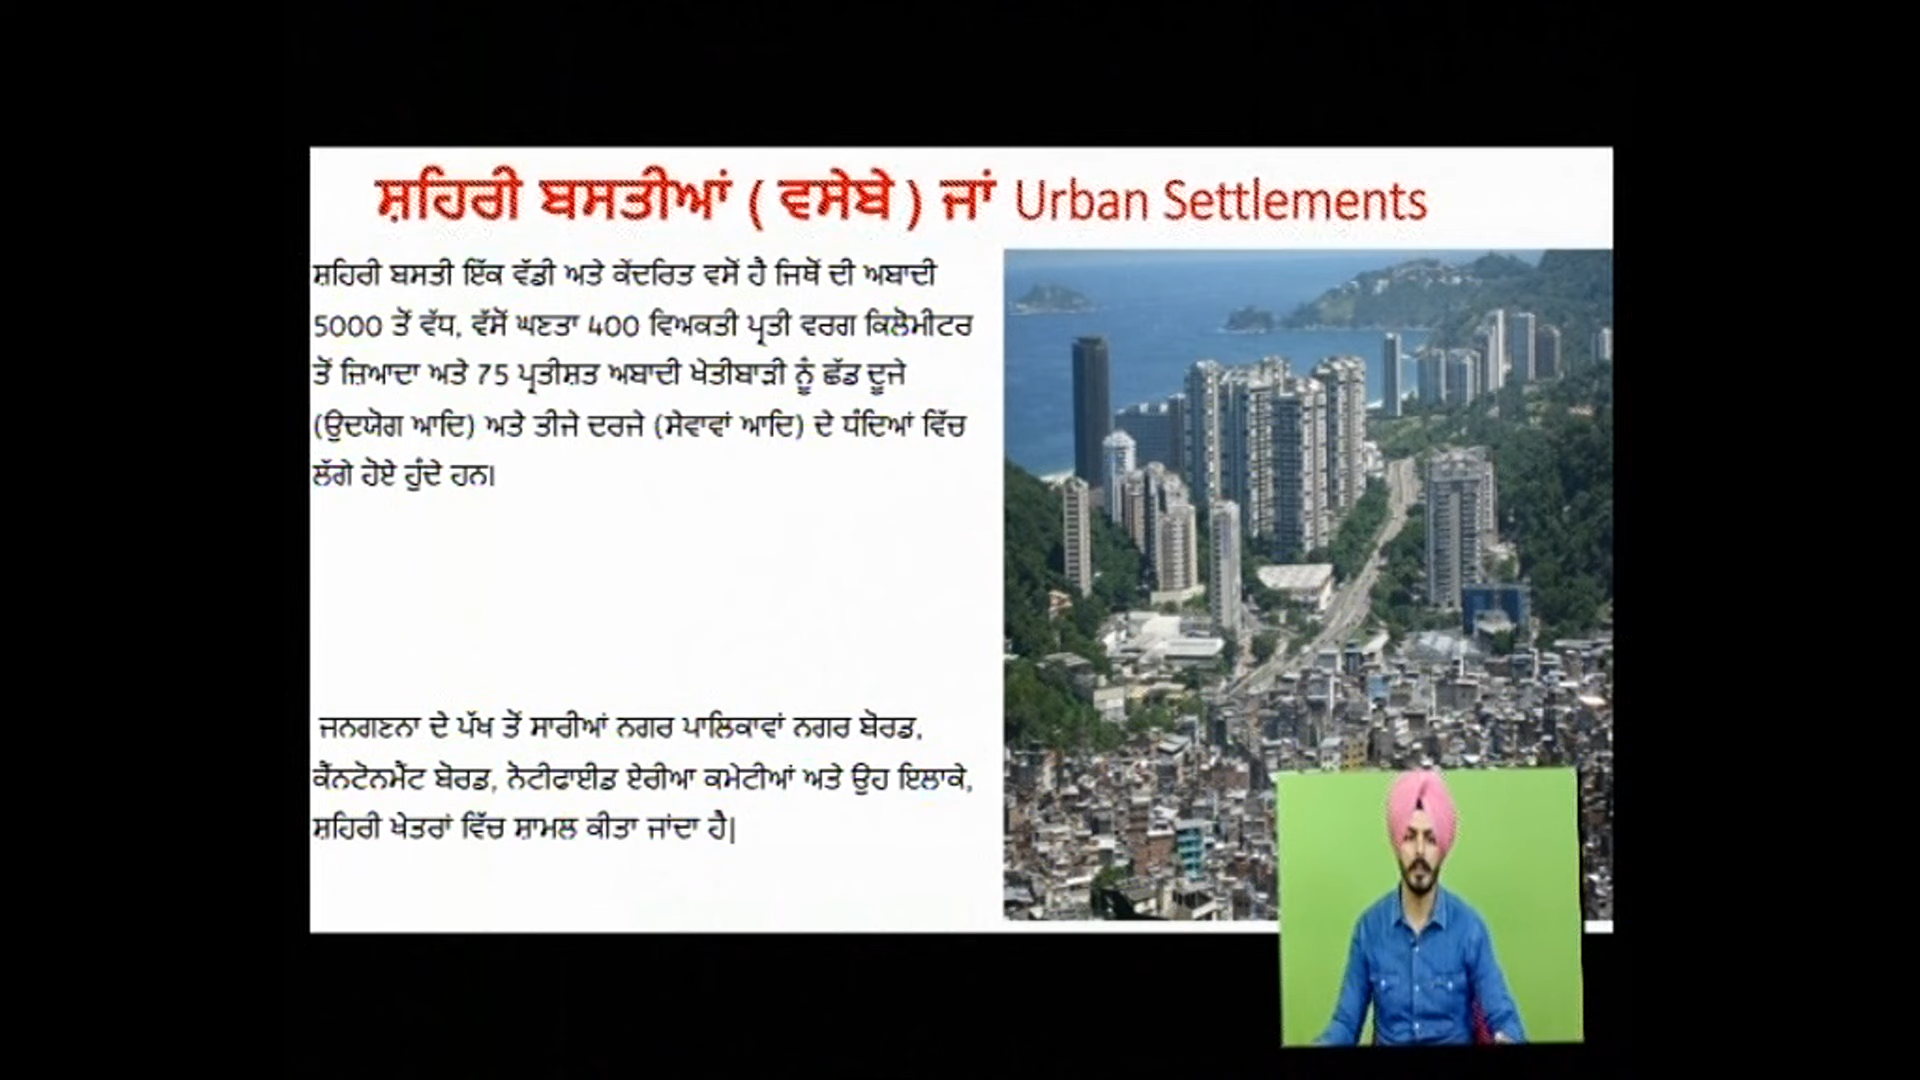 ਸ਼ਹਿਰੀ ਬਸਤੀਆਂ ( ਵਸੇਬੇ ) ਜਾਂ Urban Settlements
ਸ਼ਹਿਰੀ ਬਸਤੀ ਇੱਕ ਵੱਡੀ ਅਤੇ ਕੇਂਦਰਿਤ ਵਸੋਂ ਹੈ ਜਿਥੋਂ ਦੀ ਅਬਾਦੀ
5000 ਤੋਂ ਵੱਧ, ਵੱਸੋਂ ਘਣਤਾ 400 ਵਿਅਕਤੀ ਪ੍ਰਤੀ ਵਰਗ ਕਿਲੋਮੀਟਰ
ਤੋਂ ਜ਼ਿਆਦਾ ਅਤੇ 75 ਪ੍ਰਤੀਸ਼ਤ ਅਬਾਦੀ ਖੇਤੀਬਾੜੀ ਨੂੰ ਛੱਡ ਦੂਜੇ
(ਉਦਯੋਗ ਆਦਿ) ਅਤੇ ਤੀਜੇ ਦਰਜੇ (ਸੇਵਾਵਾਂ ਆਦਿ) ਦੇ ਧੰਦਿਆਂ ਵਿੱਚ
ਲੱਗੇ ਹੋਏ ਹੁੰਦੇ ਹਨ।
ਜਨਗਣਨਾ ਦੇ ਪੱਖ ਤੋਂ ਸਾਰੀਆਂ ਨਗਰ ਪਾਲਿਕਾਵਾਂ ਨਗਰ ਬੋਰਡ,
ਕੈਂਨਟੋਨਮੈਂਟ ਬੋਰਡ, ਨੋਟੀਫਾਈਡ ਏਰੀਆ ਕਮੇਟੀਆਂ ਅਤੇ ਉਹ ਇਲਾਕੇ,
ਸ਼ਹਿਰੀ ਖੇਤਰਾਂ ਵਿੱਚ ਸ਼ਾਮਲ ਕੀਤਾ ਜਾਂਦਾ ਹੈ|